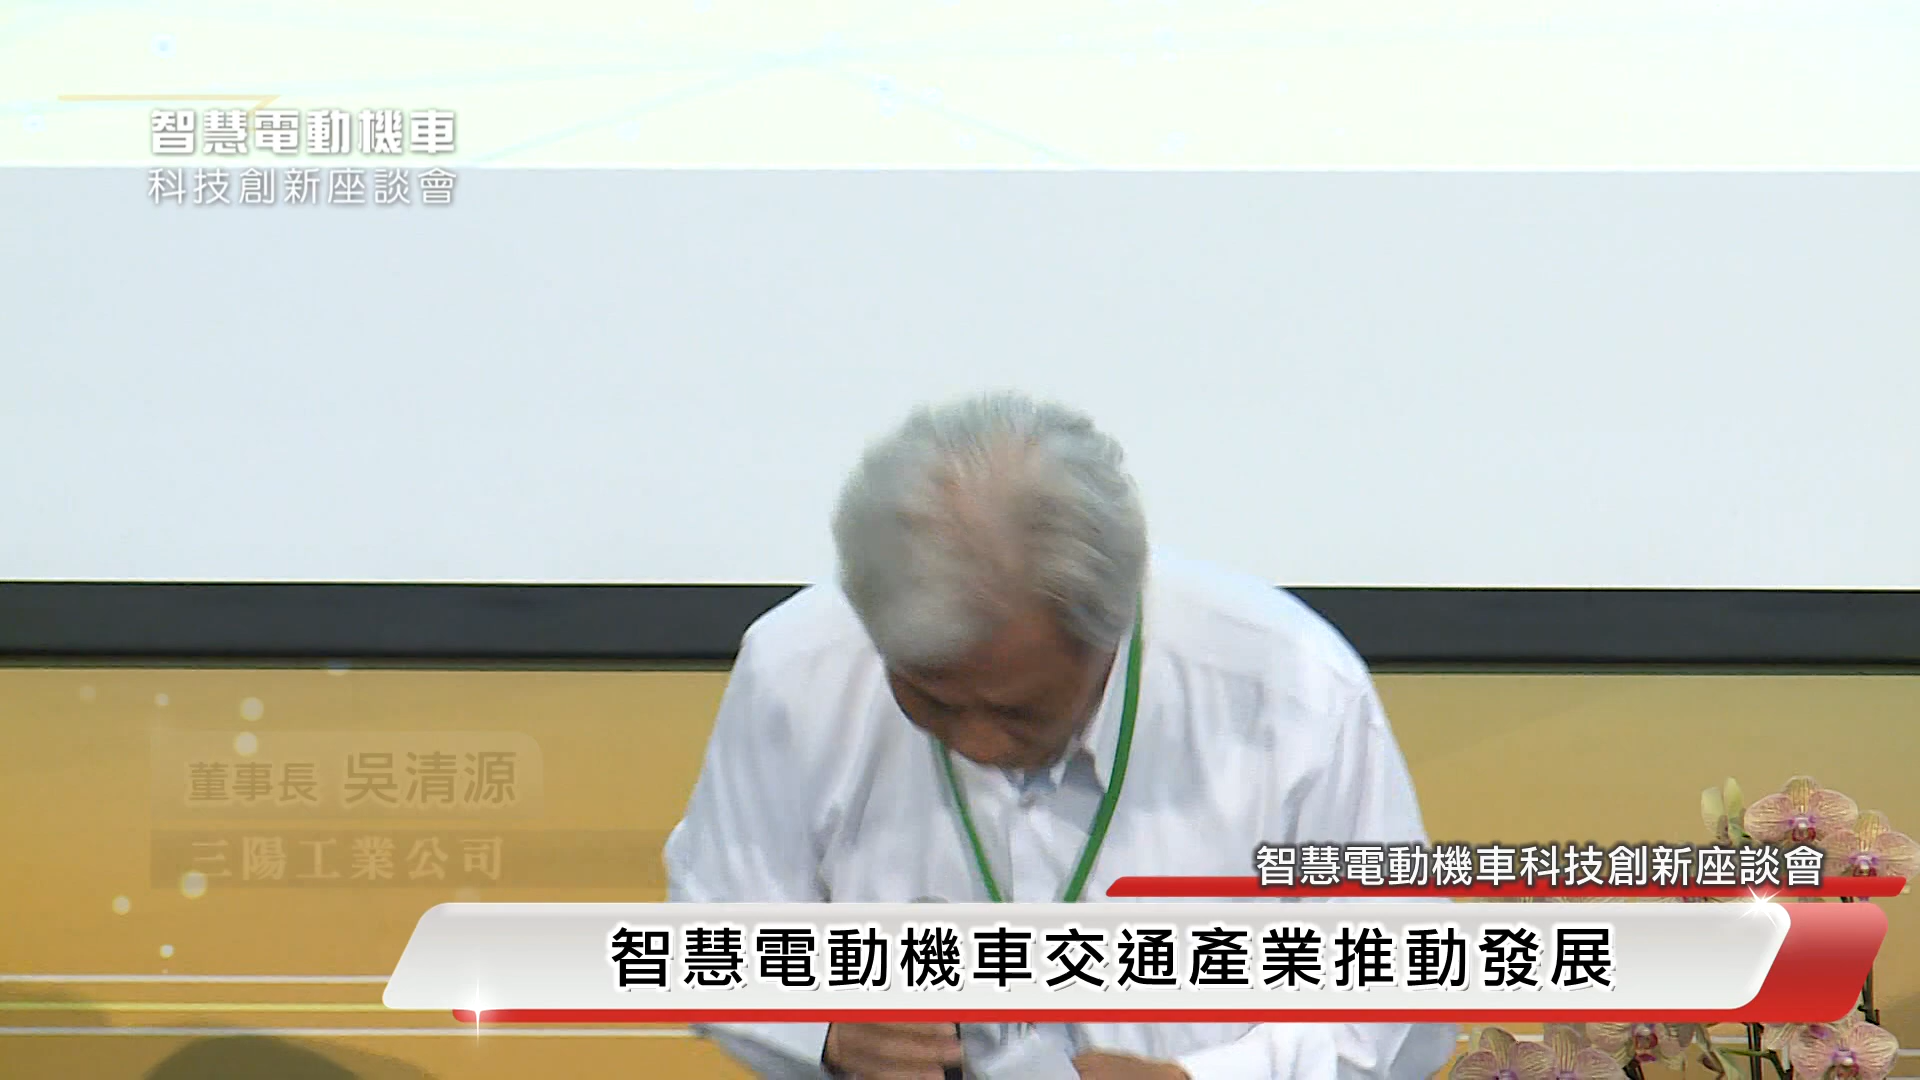 智慧電動機車
科技創新座談會
董事長 吳清源
三陽工業公司
智慧電動機車科技創新座談會
智慧電動機車交通產業推動發展